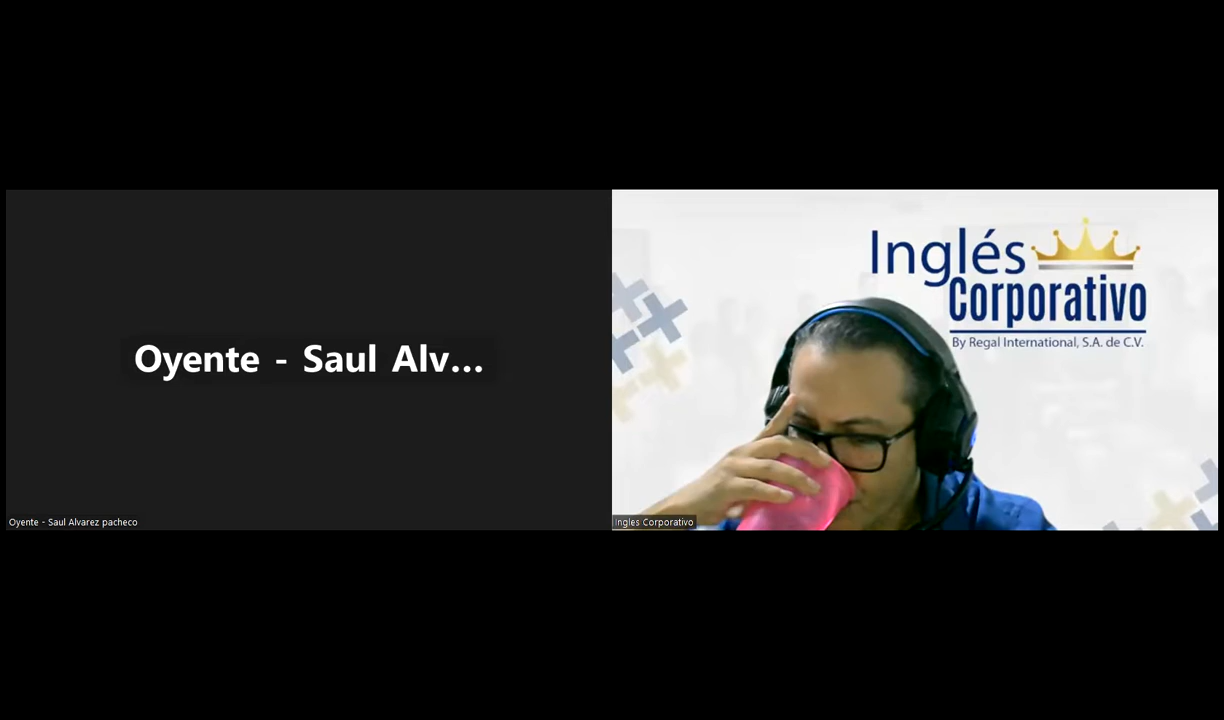 Oyente - Saul Alv...
Oyente - Saul Alvarez pacheco
Inglés
Corporativo
By Regal International, S.A. de C.V.
Ingles Corporativo